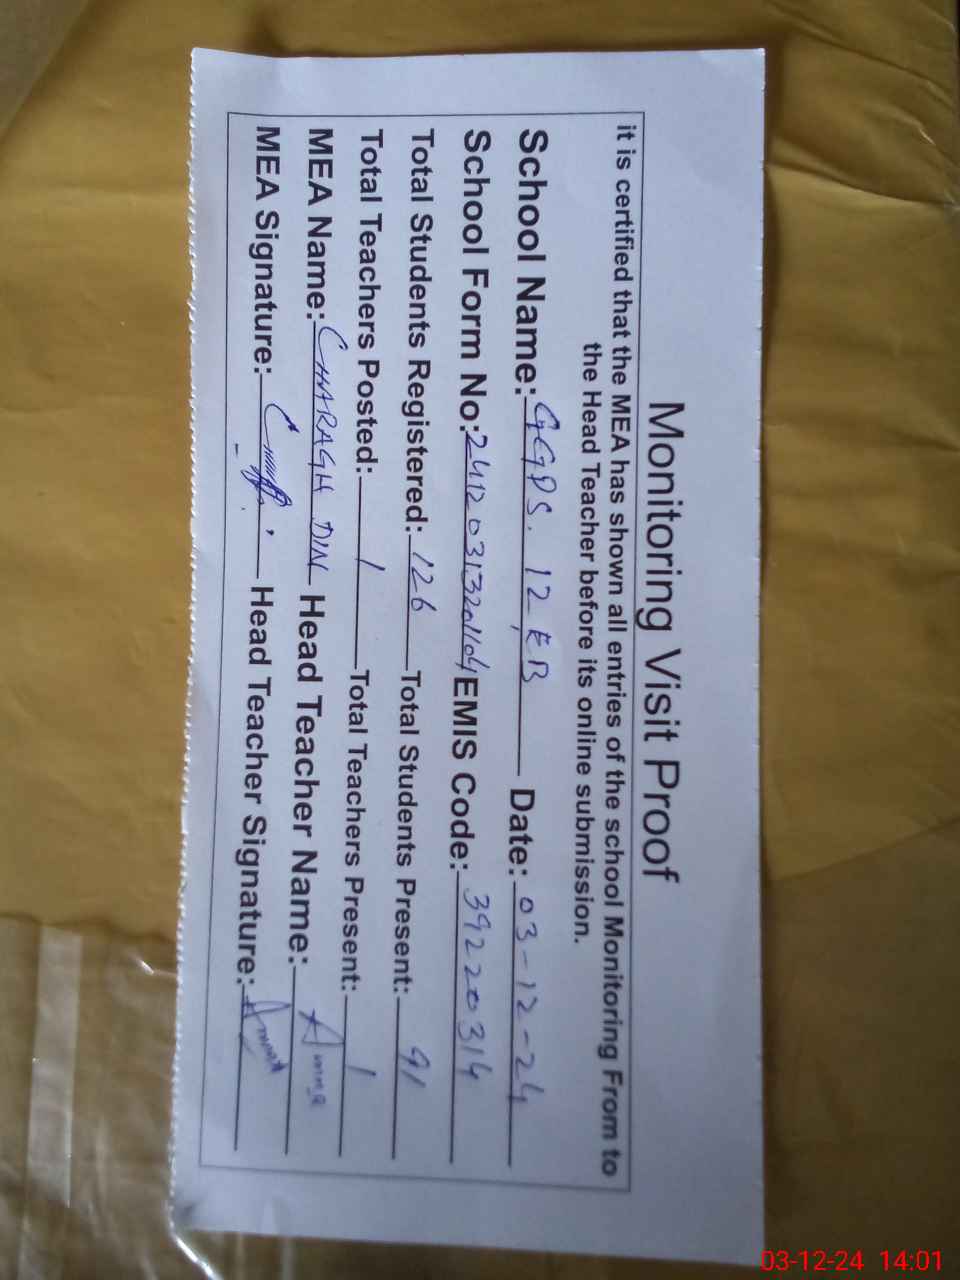 Monitoring Visit Proof
it is certified that the MEA has shown all entries of the school Monitoring From to
the Head Teacher before its online submission.
School Name: GGPS. 12 EB Date: 03-12-24
School Form No: 24120313201104 EMIS Code: 39220314
Total Students Registered: 126 Total Students Present: 91
Total Teachers Posted: 1 Total Teachers Present: 1
MEA Name: CHARAGH DIN Head Teacher Name:
MEA Signature: Head Teacher Signature:
03-12-24 14:01